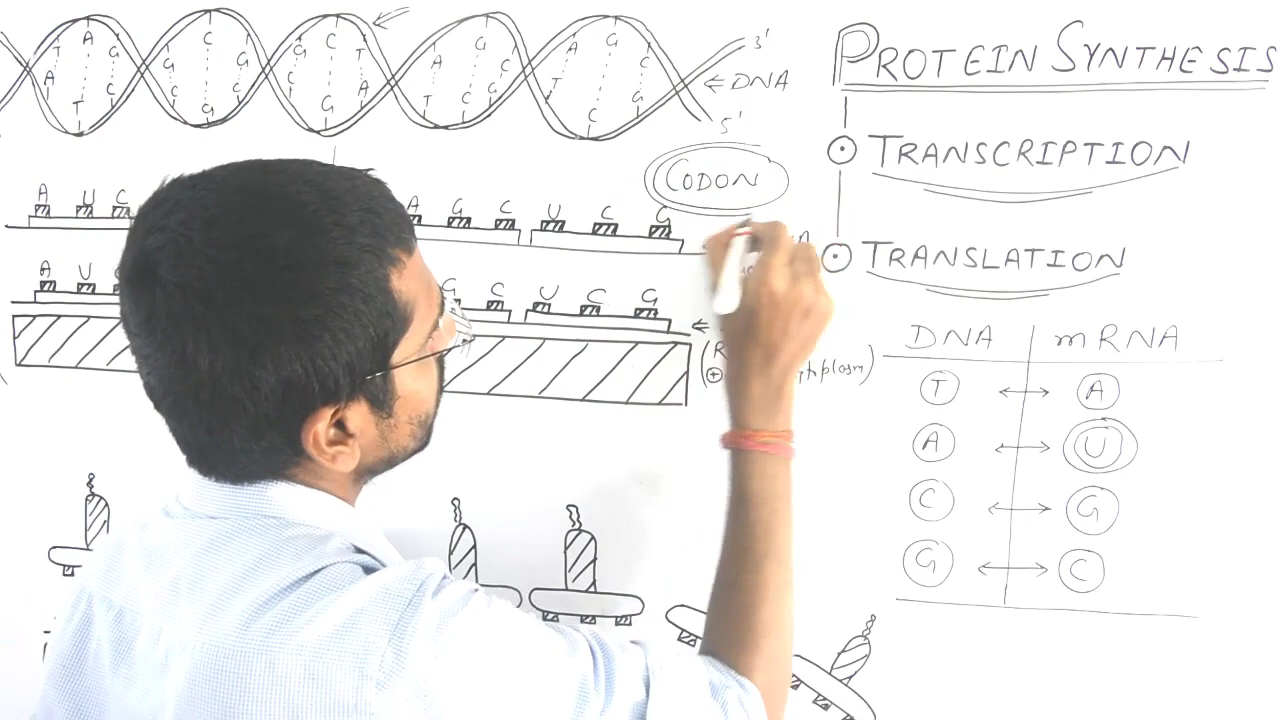 PROTEIN SYNTHESIS
T A G C G C T A G A G
A C G C G A C C
T C G C G T C G T C G
C G A T C G C
3'
← DNA
5'
TRANSCRIPTION
CODON
A U C A G C U C G
TRANSLATION
A U G C U C G
DNA mRNA
T ↔ A
A ↔ U
C ↔ G
G ↔ C